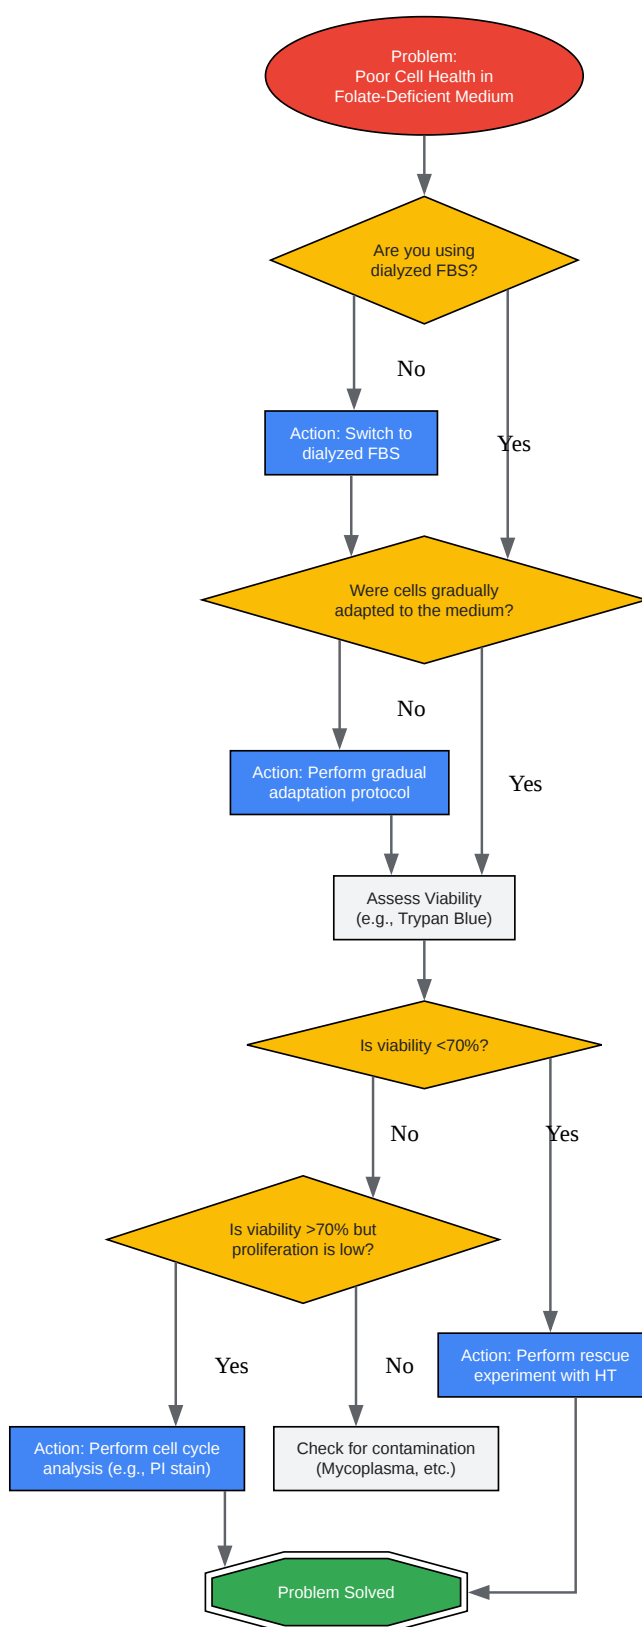 Problem:
Poor Cell Health in
Folate-Deficient Medium
Are you using
dialyzed FBS?
No
Yes
Action: Switch to
dialyzed FBS
Were cells gradually
adapted to the medium?
No
Yes
Action: Perform gradual
adaptation protocol
Assess Viability
(e.g., Trypan Blue)
Is viability <70%?
No
Yes
Is viability >70% but
proliferation is low?
Yes
No
Action: Perform rescue
experiment with HT
Action: Perform cell cycle
analysis (e.g., PI stain)
Check for contamination
(Mycoplasma, etc.)
Problem Solved